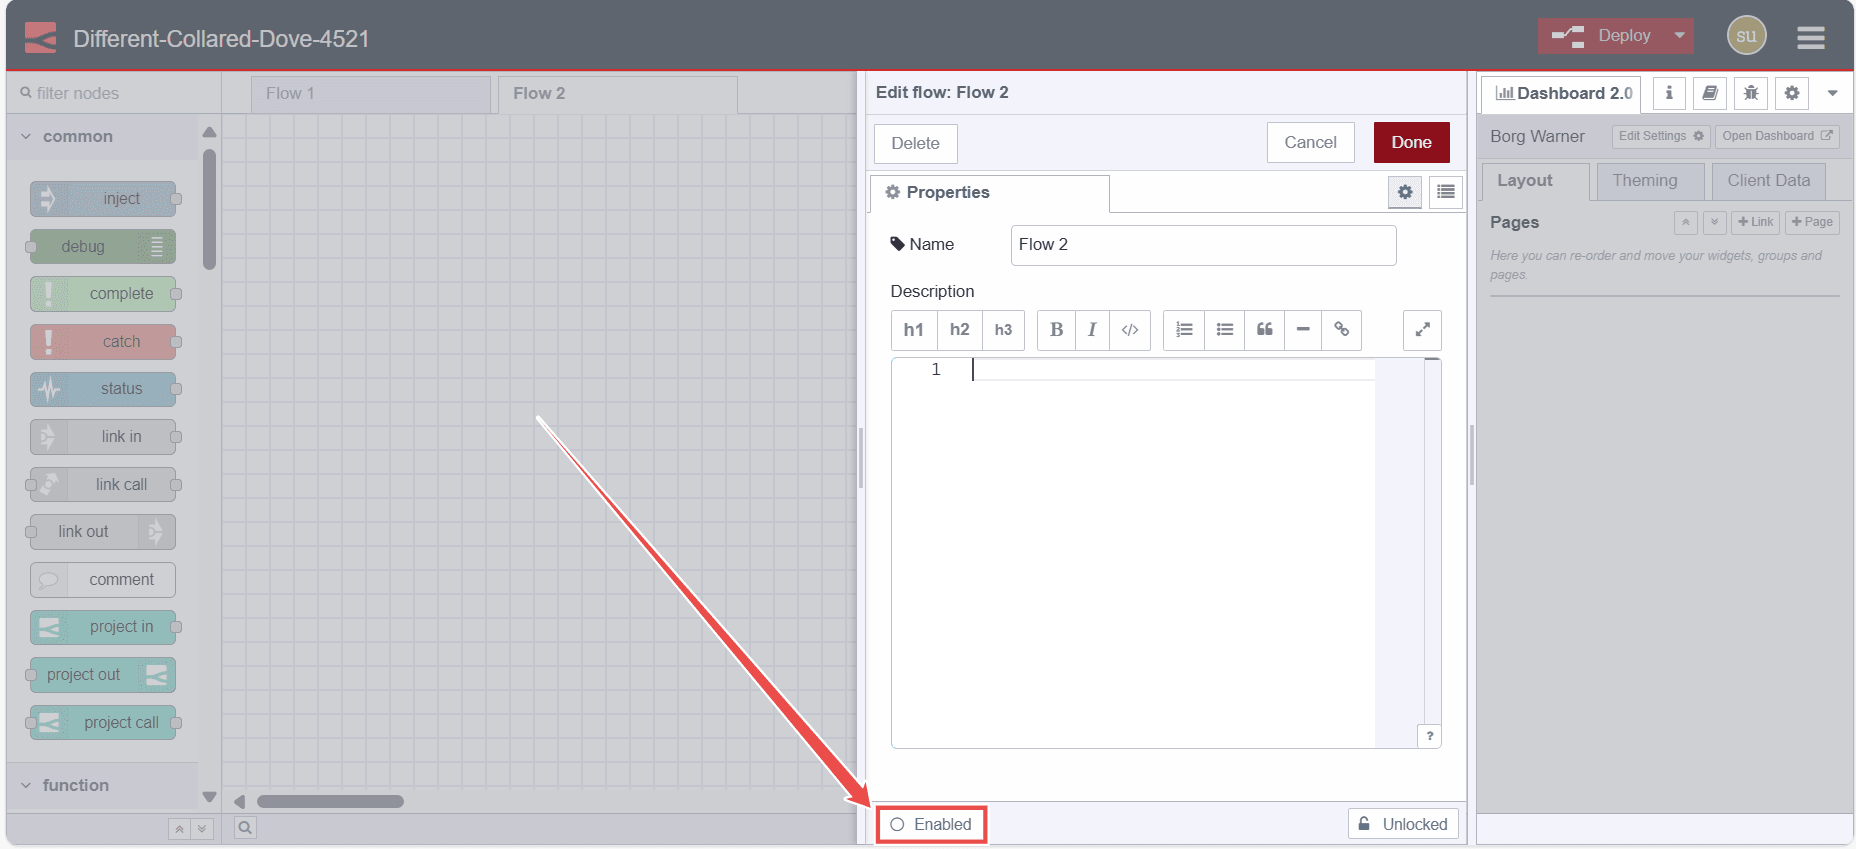 Different-Collared-Dove-4521
Deploy
su
filter nodes
Flow 1
Flow 2
common
inject
debug
complete
catch
status
link in
link call
link out
comment
project in
project out
project call
function
Edit flow: Flow 2
Delete
Cancel
Done
Properties
Name
Flow 2
Description
h1 h2 h3 B I </>
1
?
Enabled
Unlocked
Dashboard 2.0
Borg Warner
Edit Settings
Open Dashboard
Layout
Theming
Client Data
Pages
+ Link
+ Page
Here you can re-order and move your widgets, groups and
pages.